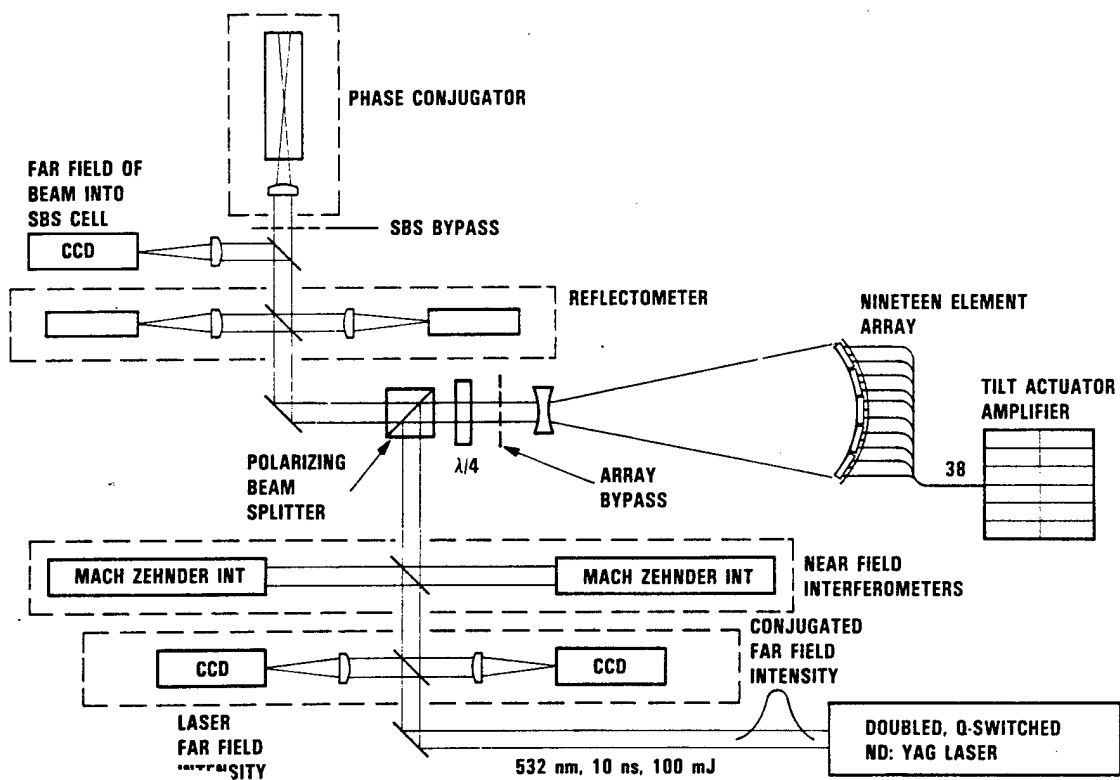 PHASE CONJUGATOR
FAR FIELD OF
BEAM INTO
SBS CELL
CCD
SBS BYPASS
REFLECTOMETER
NINETEEN ELEMENT
ARRAY
TILT ACTUATOR
AMPLIFIER
38
POLARIZING
BEAM
SPLITTER
λ/4
ARRAY
BYPASS
MACH ZEHNDER INT
MACH ZEHNDER INT
NEAR FIELD
INTERFEROMETERS
CONJUGATED
FAR FIELD
INTENSITY
CCD
CCD
LASER
FAR FIELD
INTENSITY
DOUBLED, Q-SWITCHED
ND: YAG LASER
532 nm, 10 ns, 100 mJ